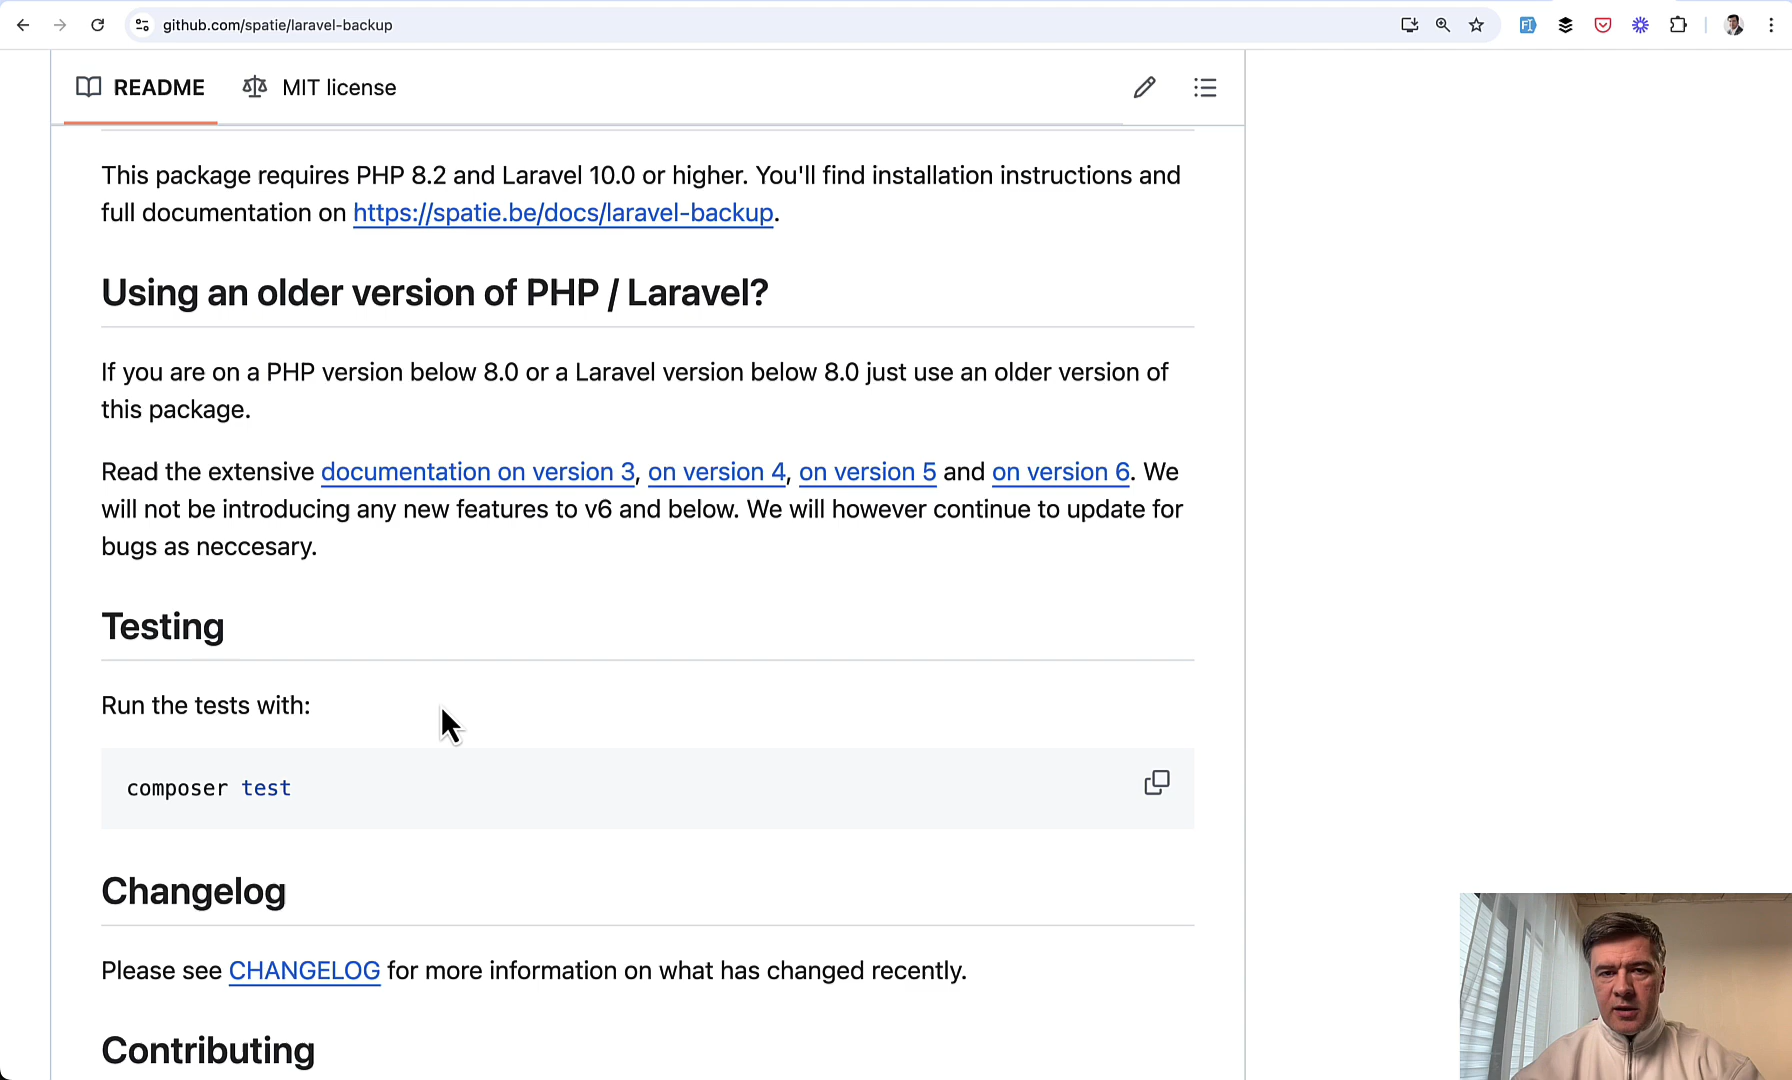 github.com/spatie/laravel-backup
README
MIT license
This package requires PHP 8.2 and Laravel 10.0 or higher. You'll find installation instructions and
full documentation on https://spatie.be/docs/laravel-backup.
Using an older version of PHP / Laravel?
If you are on a PHP version below 8.0 or a Laravel version below 8.0 just use an older version of
this package.
Read the extensive documentation on version 3, on version 4, on version 5 and on version 6. We
will not be introducing any new features to v6 and below. We will however continue to update for
bugs as neccesary.
Testing
Run the tests with:
composer test
Changelog
Please see CHANGELOG for more information on what has changed recently.
Contributing